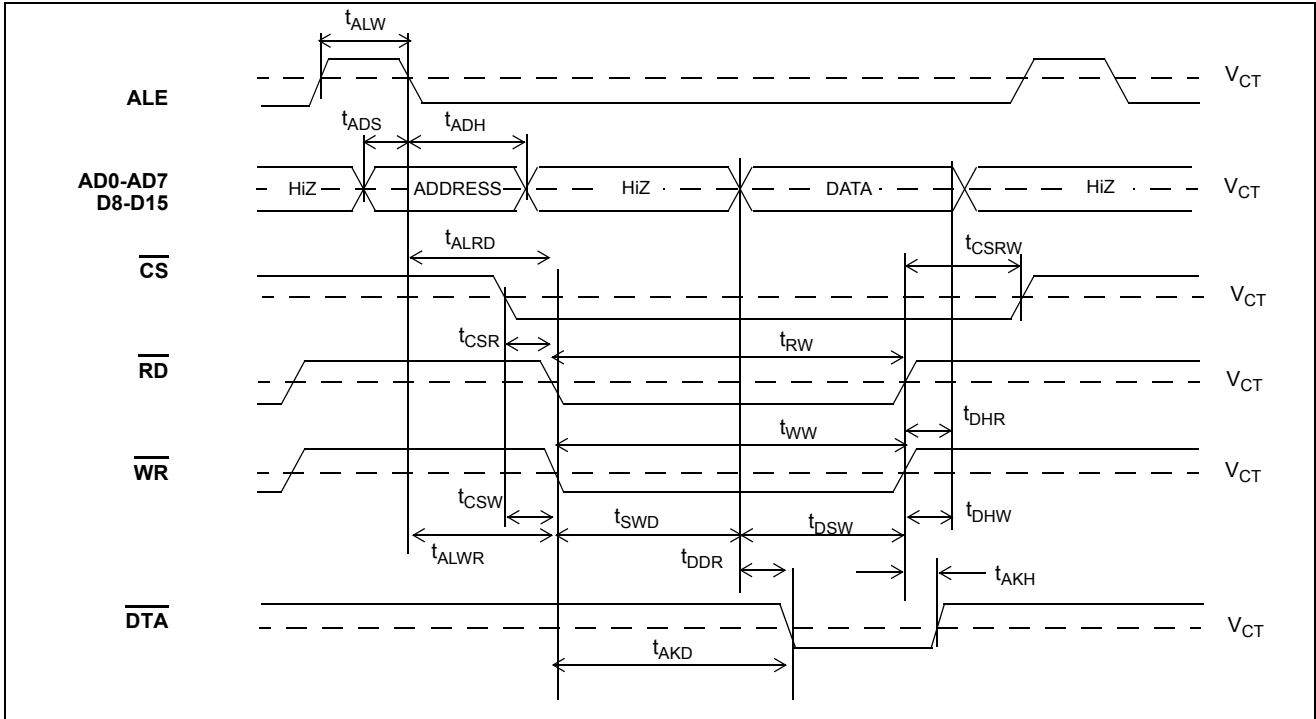 tALW
ALE
VCT
tADS
tADH
AD0-AD7
D8-D15
HiZ
ADDRESS
HiZ
DATA
HiZ
VCT
tALRD
tCSRW
CS
VCT
tCSR
tRW
RD
VCT
tWW
tDHR
WR
VCT
tCSW
tSWD
tDSW
tDHW
tALWR
tDDR
tAKH
DTA
VCT
tAKD